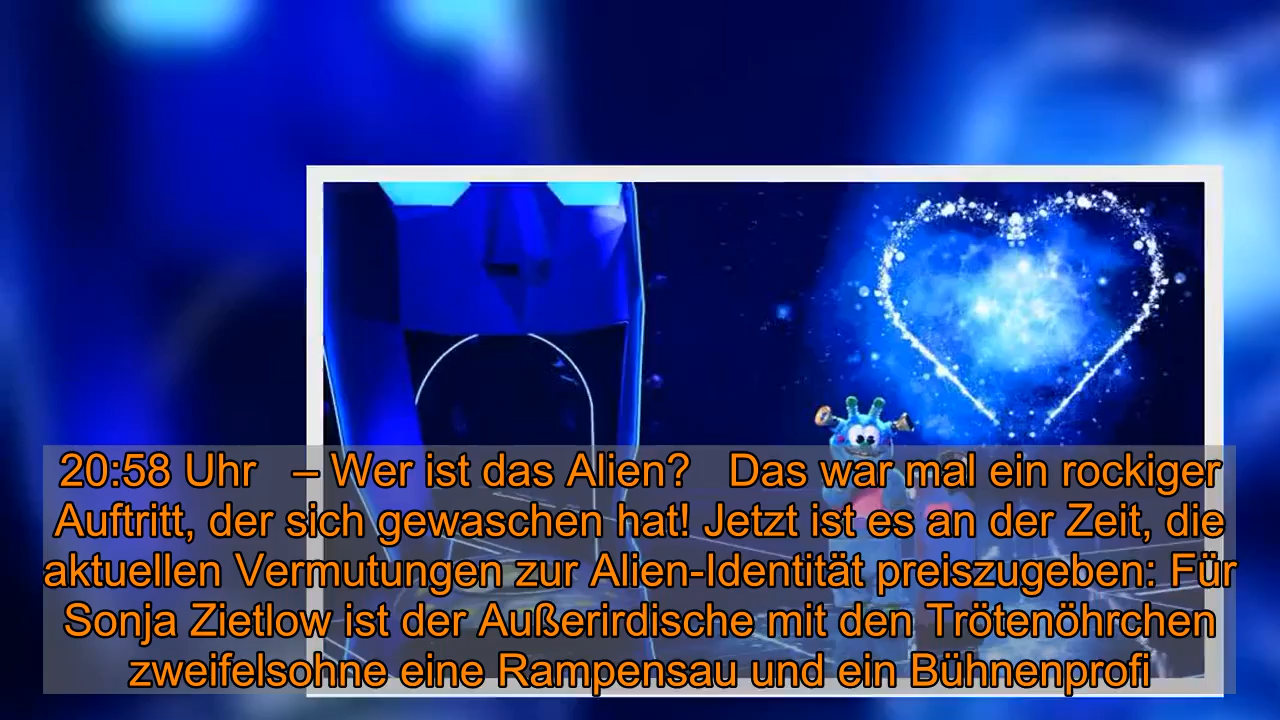 20:58 Uhr – Wer ist das Alien? Das war mal ein rockiger
Auftritt, der sich gewaschen hat! Jetzt ist es an der Zeit, die
aktuellen Vermutungen zur Alien-Identität preiszugeben: Für
Sonja Zietlow ist der Außerirdische mit den Trötenöhrchen
zweifelsohne eine Rampensau und ein Bühnenprofi